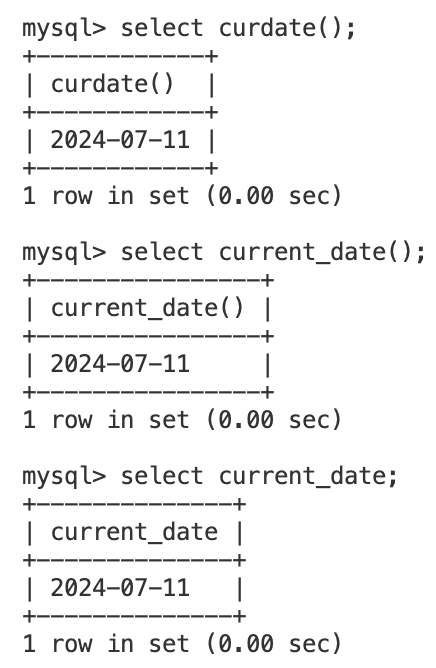 mysql> select curdate();
+------------+
| curdate()  |
+------------+
| 2024-07-11 |
+------------+
1 row in set (0.00 sec)

mysql> select current_date();
+----------------+
| current_date() |
+----------------+
| 2024-07-11     |
+----------------+
1 row in set (0.00 sec)

mysql> select current_date;
+--------------+
| current_date |
+--------------+
| 2024-07-11   |
+--------------+
1 row in set (0.00 sec)